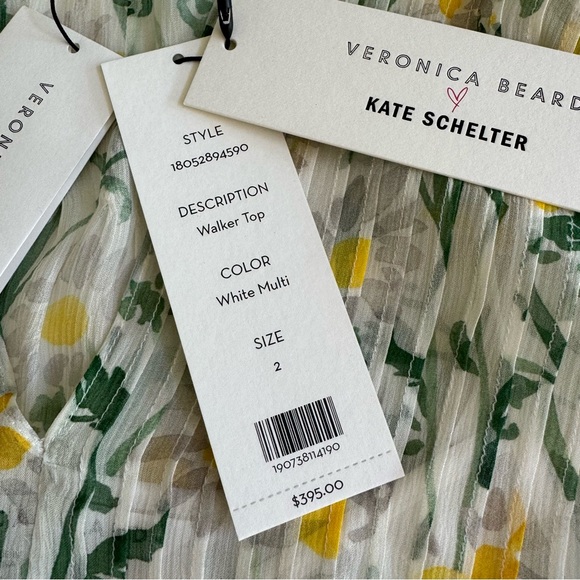 VERONICA BEARD
KATE SCHELTER
STYLE
18052894590
DESCRIPTION
Walker Top
COLOR
White Multi
SIZE
2
190738114190
$395.00